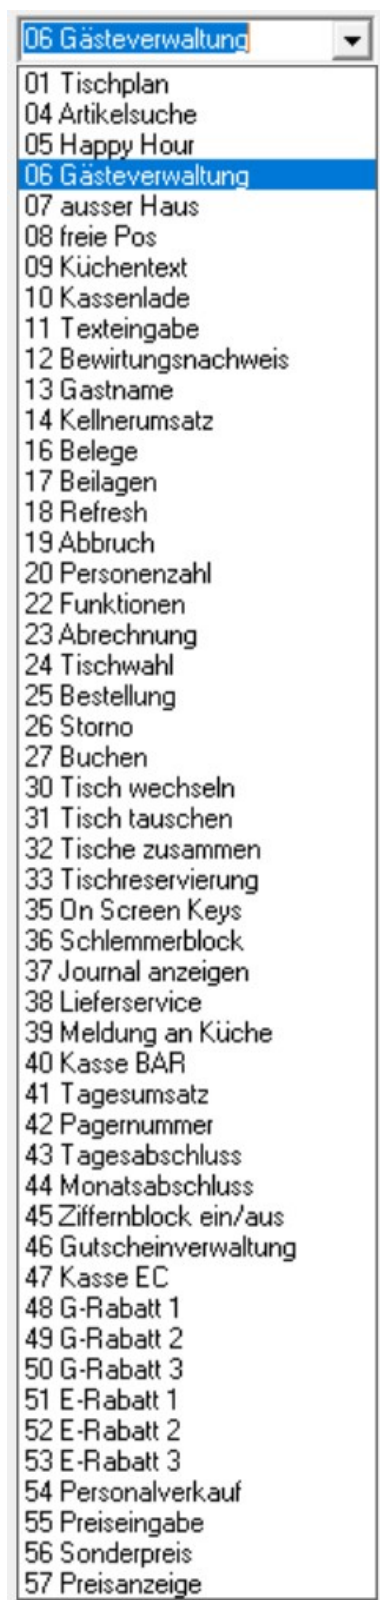 06 Gästeverwaltung
01 Tischplan
04 Artikelsuche
05 Happy Hour
06 Gästeverwaltung
07 ausser Haus
08 freie Pos
09 Küchentext
10 Kassenlade
11 Texteingabe
12 Bewirtungsnachweis
13 Gastname
14 Kellnerumsatz
16 Belege
17 Beilagen
18 Refresh
19 Abbruch
20 Personenzahl
22 Funktionen
23 Abrechnung
24 Tischwahl
25 Bestellung
26 Storno
27 Buchen
30 Tisch wechseln
31 Tisch tauschen
32 Tische zusammen
33 Tischreservierung
35 On Screen Keys
36 Schlemmerblock
37 Journal anzeigen
38 Lieferservice
39 Meldung an Küche
40 Kasse BAR
41 Tagesumsatz
42 Pagernummer
43 Tagesabschluss
44 Monatsabschluss
45 Ziffernblock ein/aus
46 Gutscheinverwaltung
47 Kasse EC
48 G-Rabatt 1
49 G-Rabatt 2
50 G-Rabatt 3
51 E-Rabatt 1
52 E-Rabatt 2
53 E-Rabatt 3
54 Personalverkauf
55 Preiseingabe
56 Sonderpreis
57 Preisanzeige